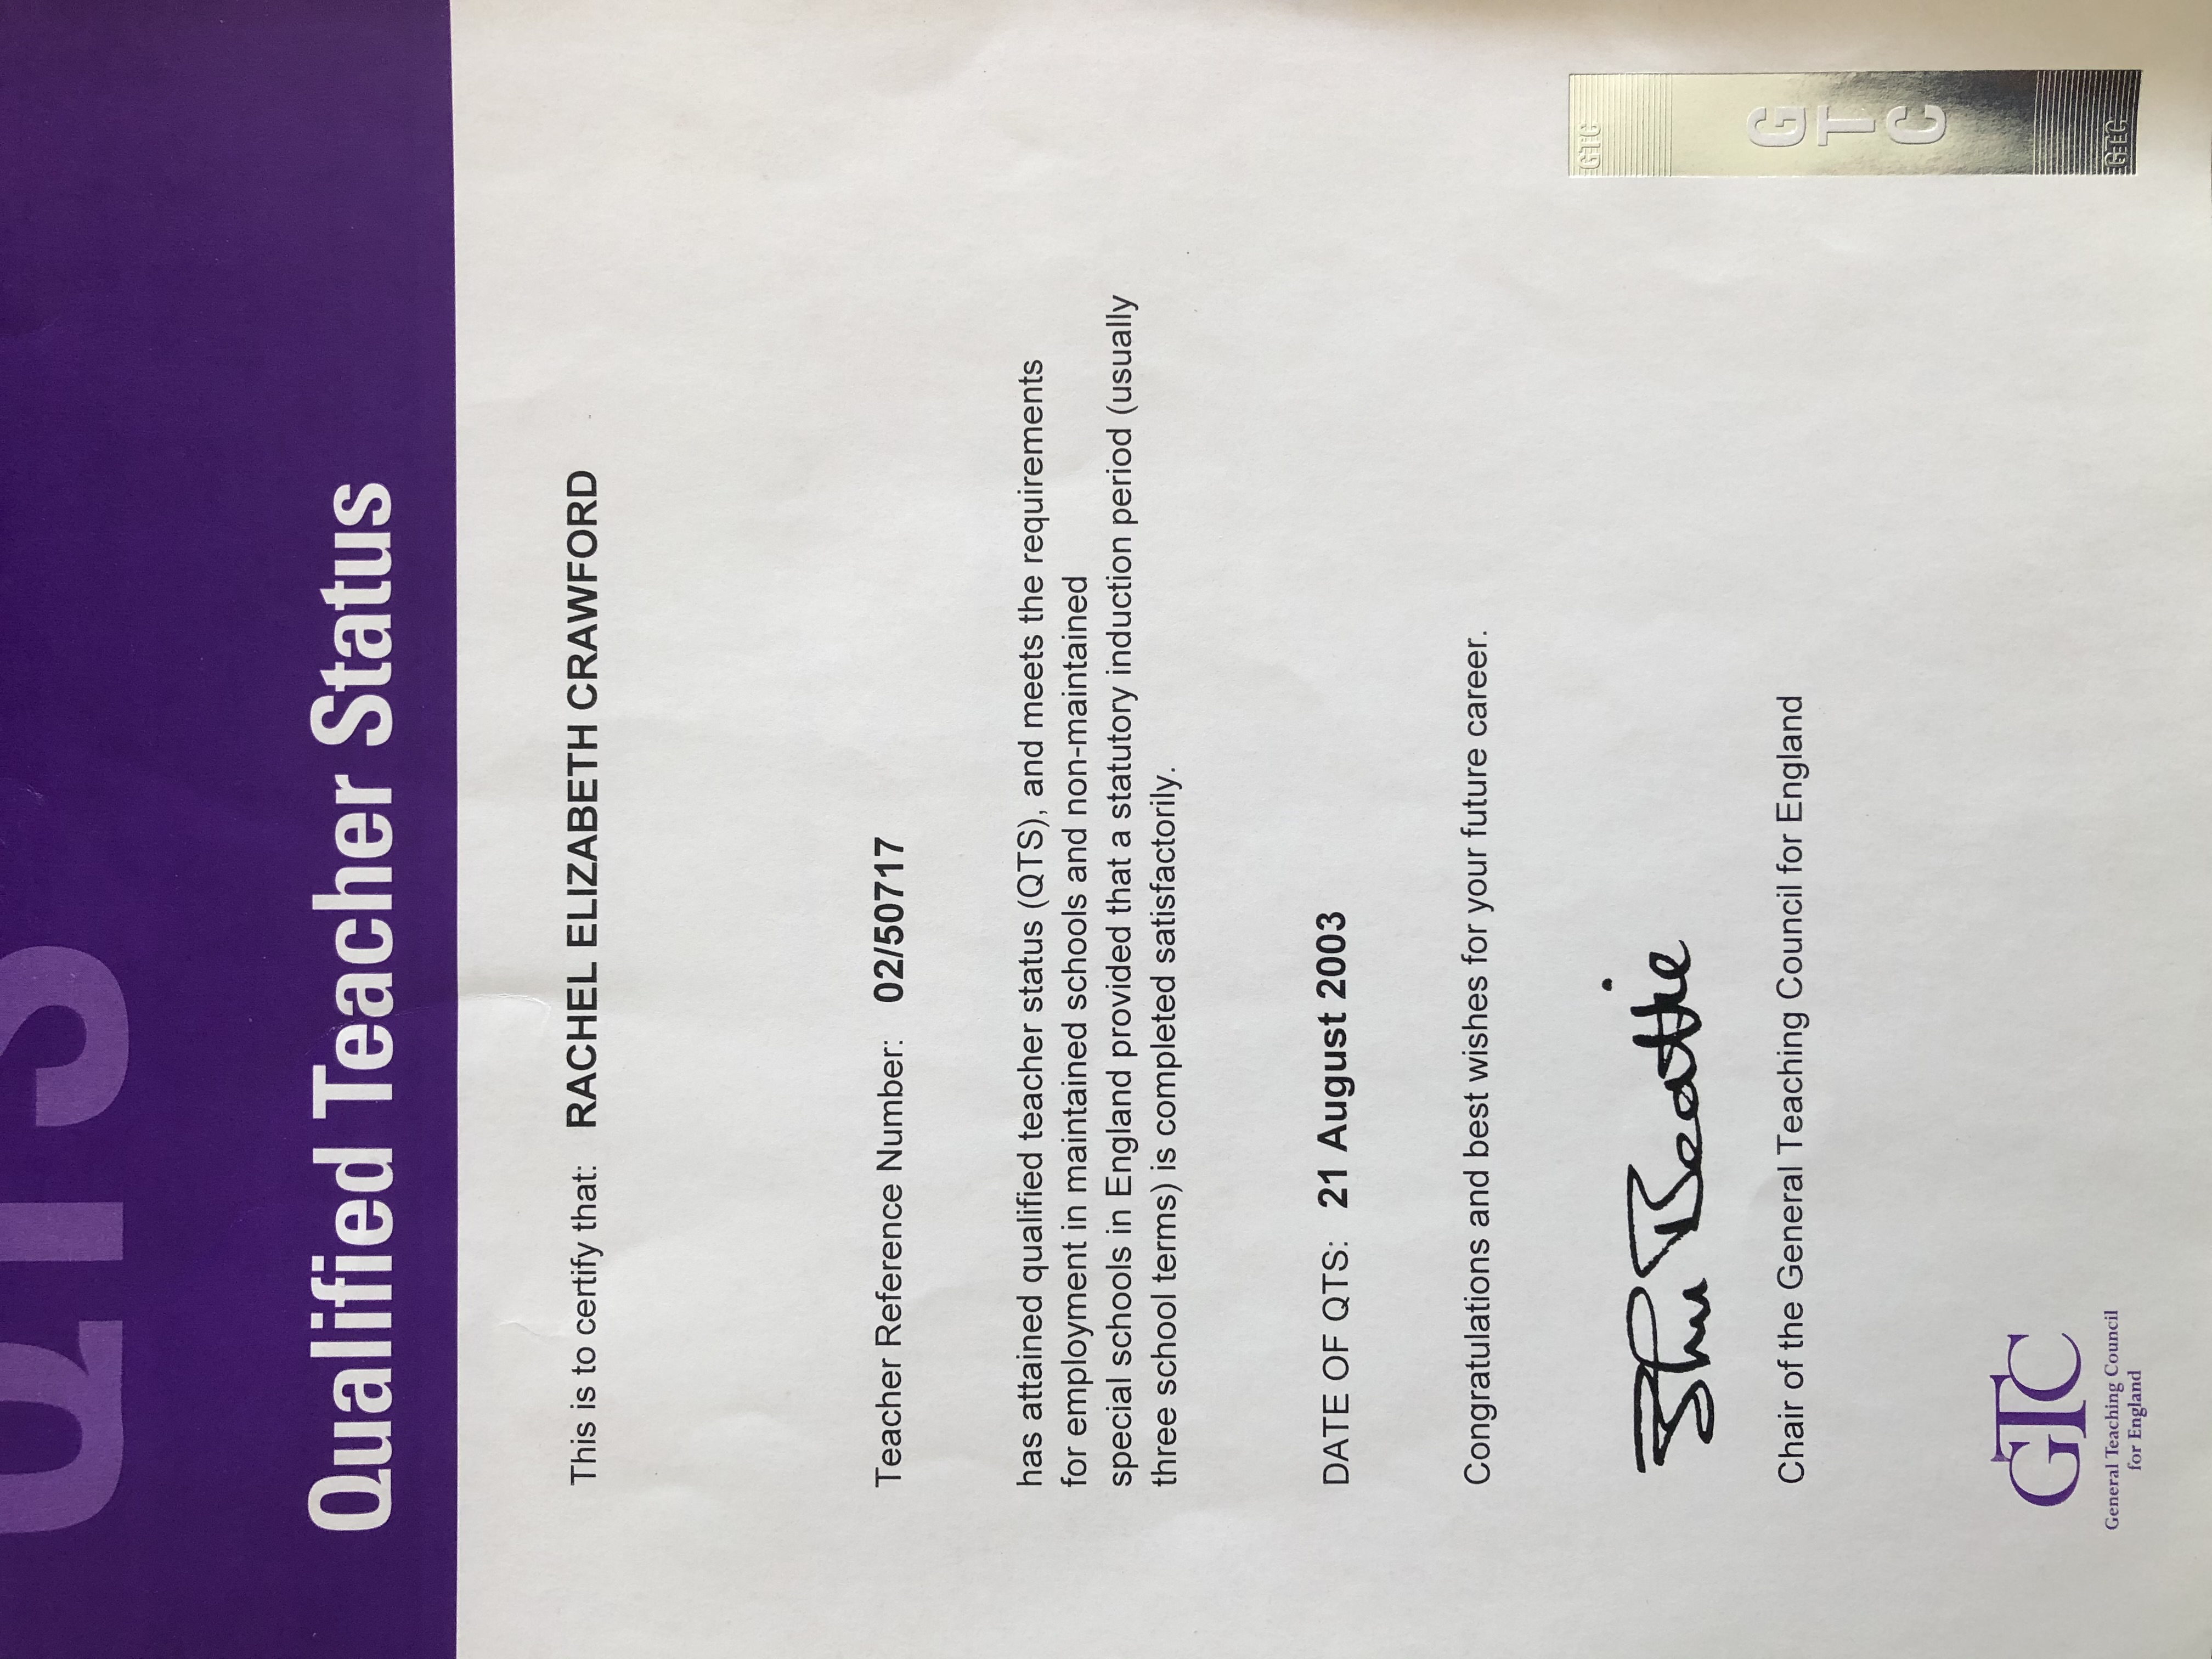 QTS
Qualified Teacher Status
This is to certify that: RACHEL ELIZABETH CRAWFORD
Teacher Reference Number: 02/50717
has attained qualified teacher status (QTS), and meets the requirements
for employment in maintained schools and non-maintained
special schools in England provided that a statutory induction period (usually
three school terms) is completed satisfactorily.
DATE OF QTS: 21 August 2003
Congratulations and best wishes for your future career.
Beattie
Chair of the General Teaching Council for England
GTC
G
T
C
GTC
GTC
General Teaching Council
for England